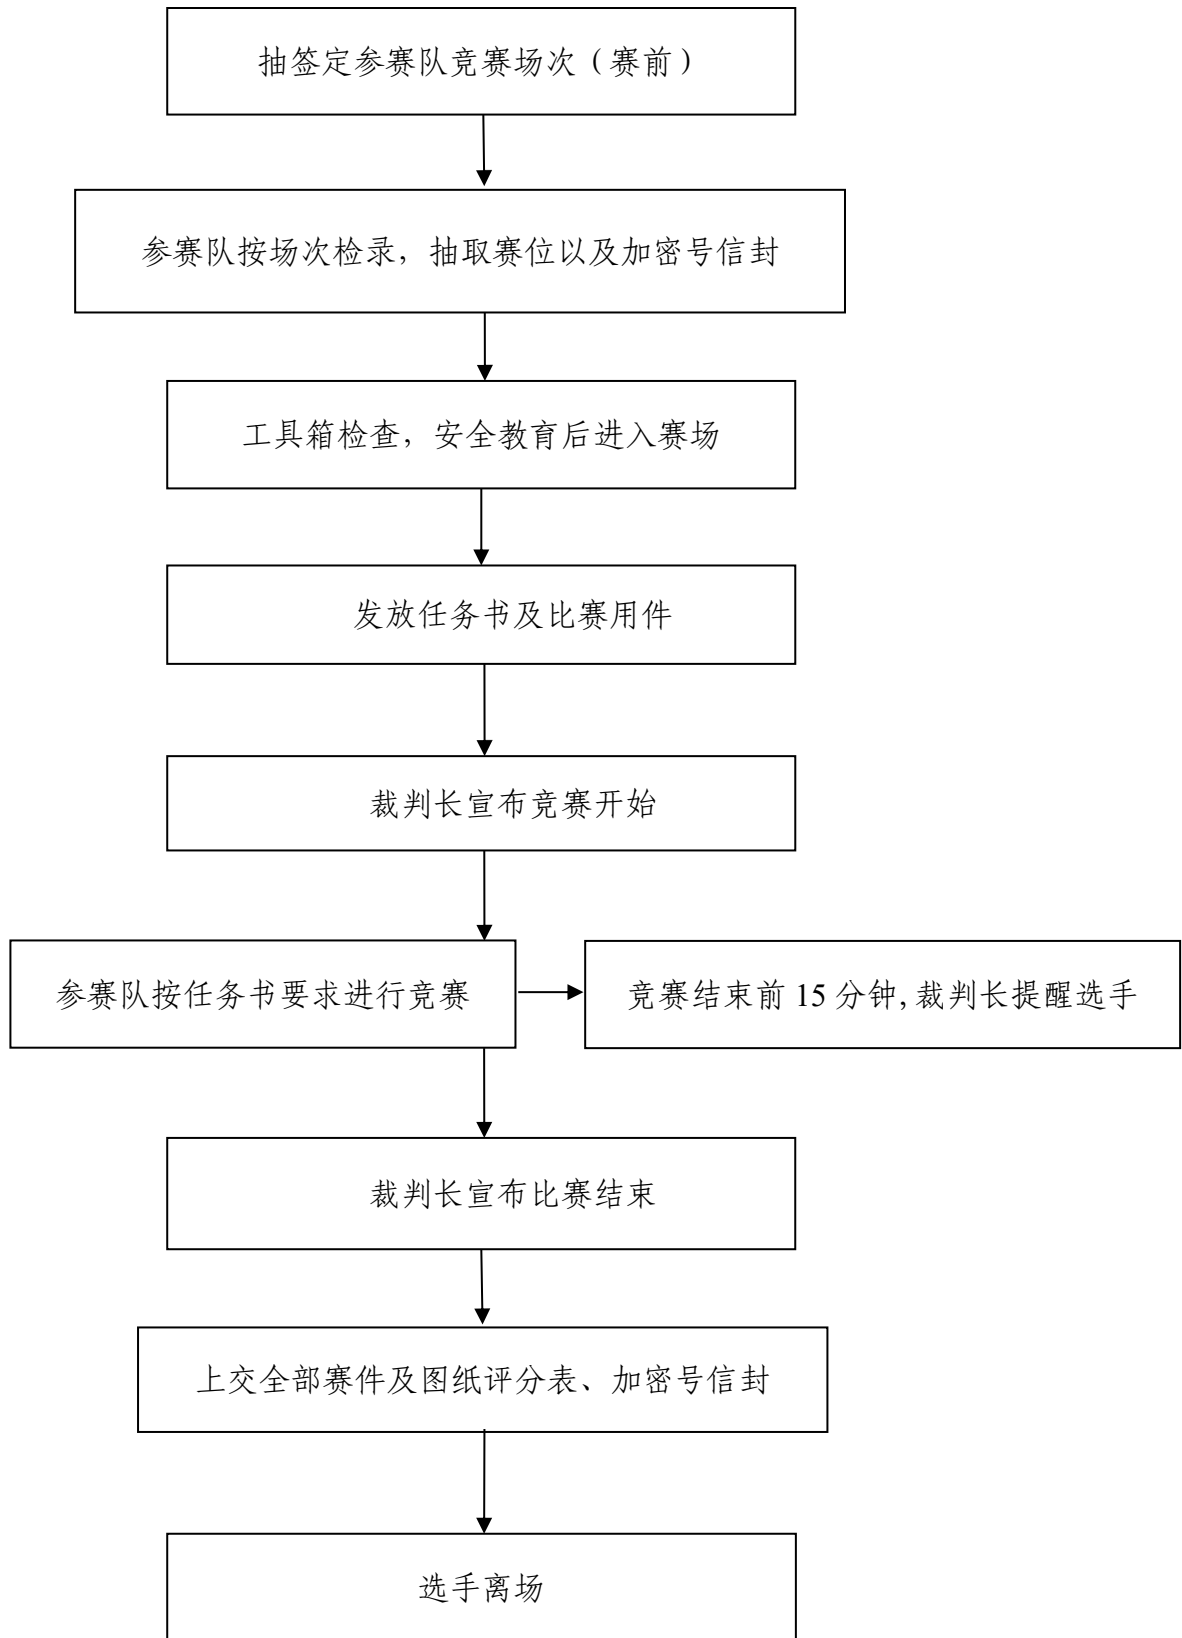 抽签定参赛队竞赛场次（赛前）
参赛队按场次检录，抽取赛位以及加密号信封
工具箱检查，安全教育后进入赛场
发放任务书及比赛用件
裁判长宣布竞赛开始
参赛队按任务书要求进行竞赛
竞赛结束前 15 分钟,裁判长提醒选手
裁判长宣布比赛结束
上交全部赛件及图纸评分表、加密号信封
选手离场